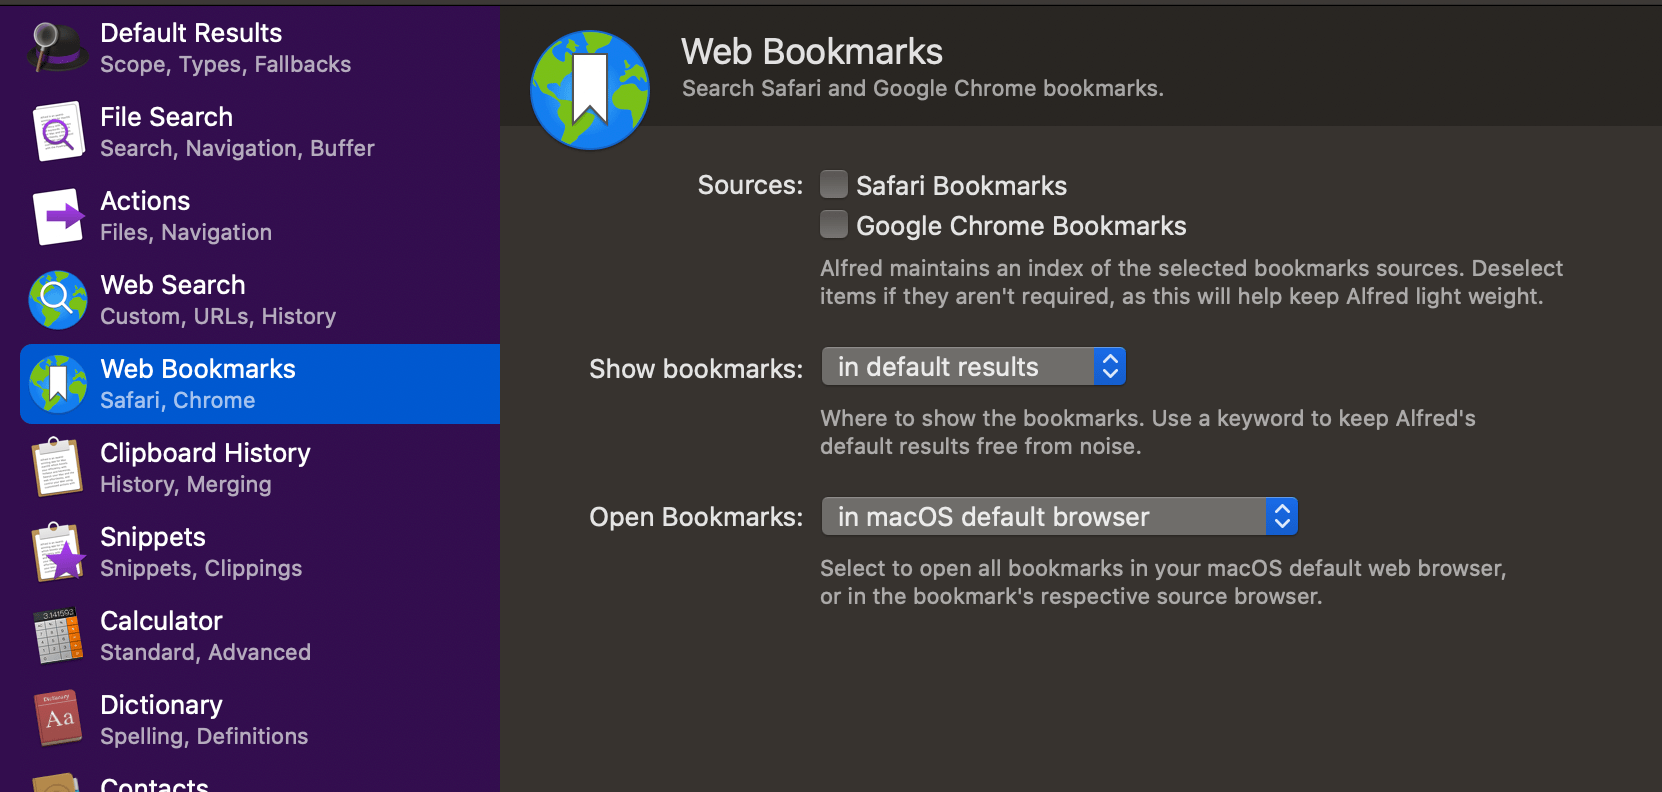 Default Results
Scope, Types, Fallbacks
File Search
Search, Navigation, Buffer
Actions
Files, Navigation
Web Search
Custom, URLs, History
Web Bookmarks
Safari, Chrome
Clipboard History
History, Merging
Snippets
Snippets, Clippings
Calculator
Standard, Advanced
Dictionary
Aa
Dictionary
Spelling, Definitions
Contacts
Web Bookmarks
Search Safari and Google Chrome bookmarks.
Sources:
Safari Bookmarks
Google Chrome Bookmarks
Alfred maintains an index of the selected bookmarks sources. Deselect
items if they aren't required, as this will help keep Alfred light weight.
Show bookmarks: in default results
Where to show the bookmarks. Use a keyword to keep Alfred's
default results free from noise.
Open Bookmarks: in macOS default browser
Select to open all bookmarks in your macOS default web browser,
or in the bookmark's respective source browser.